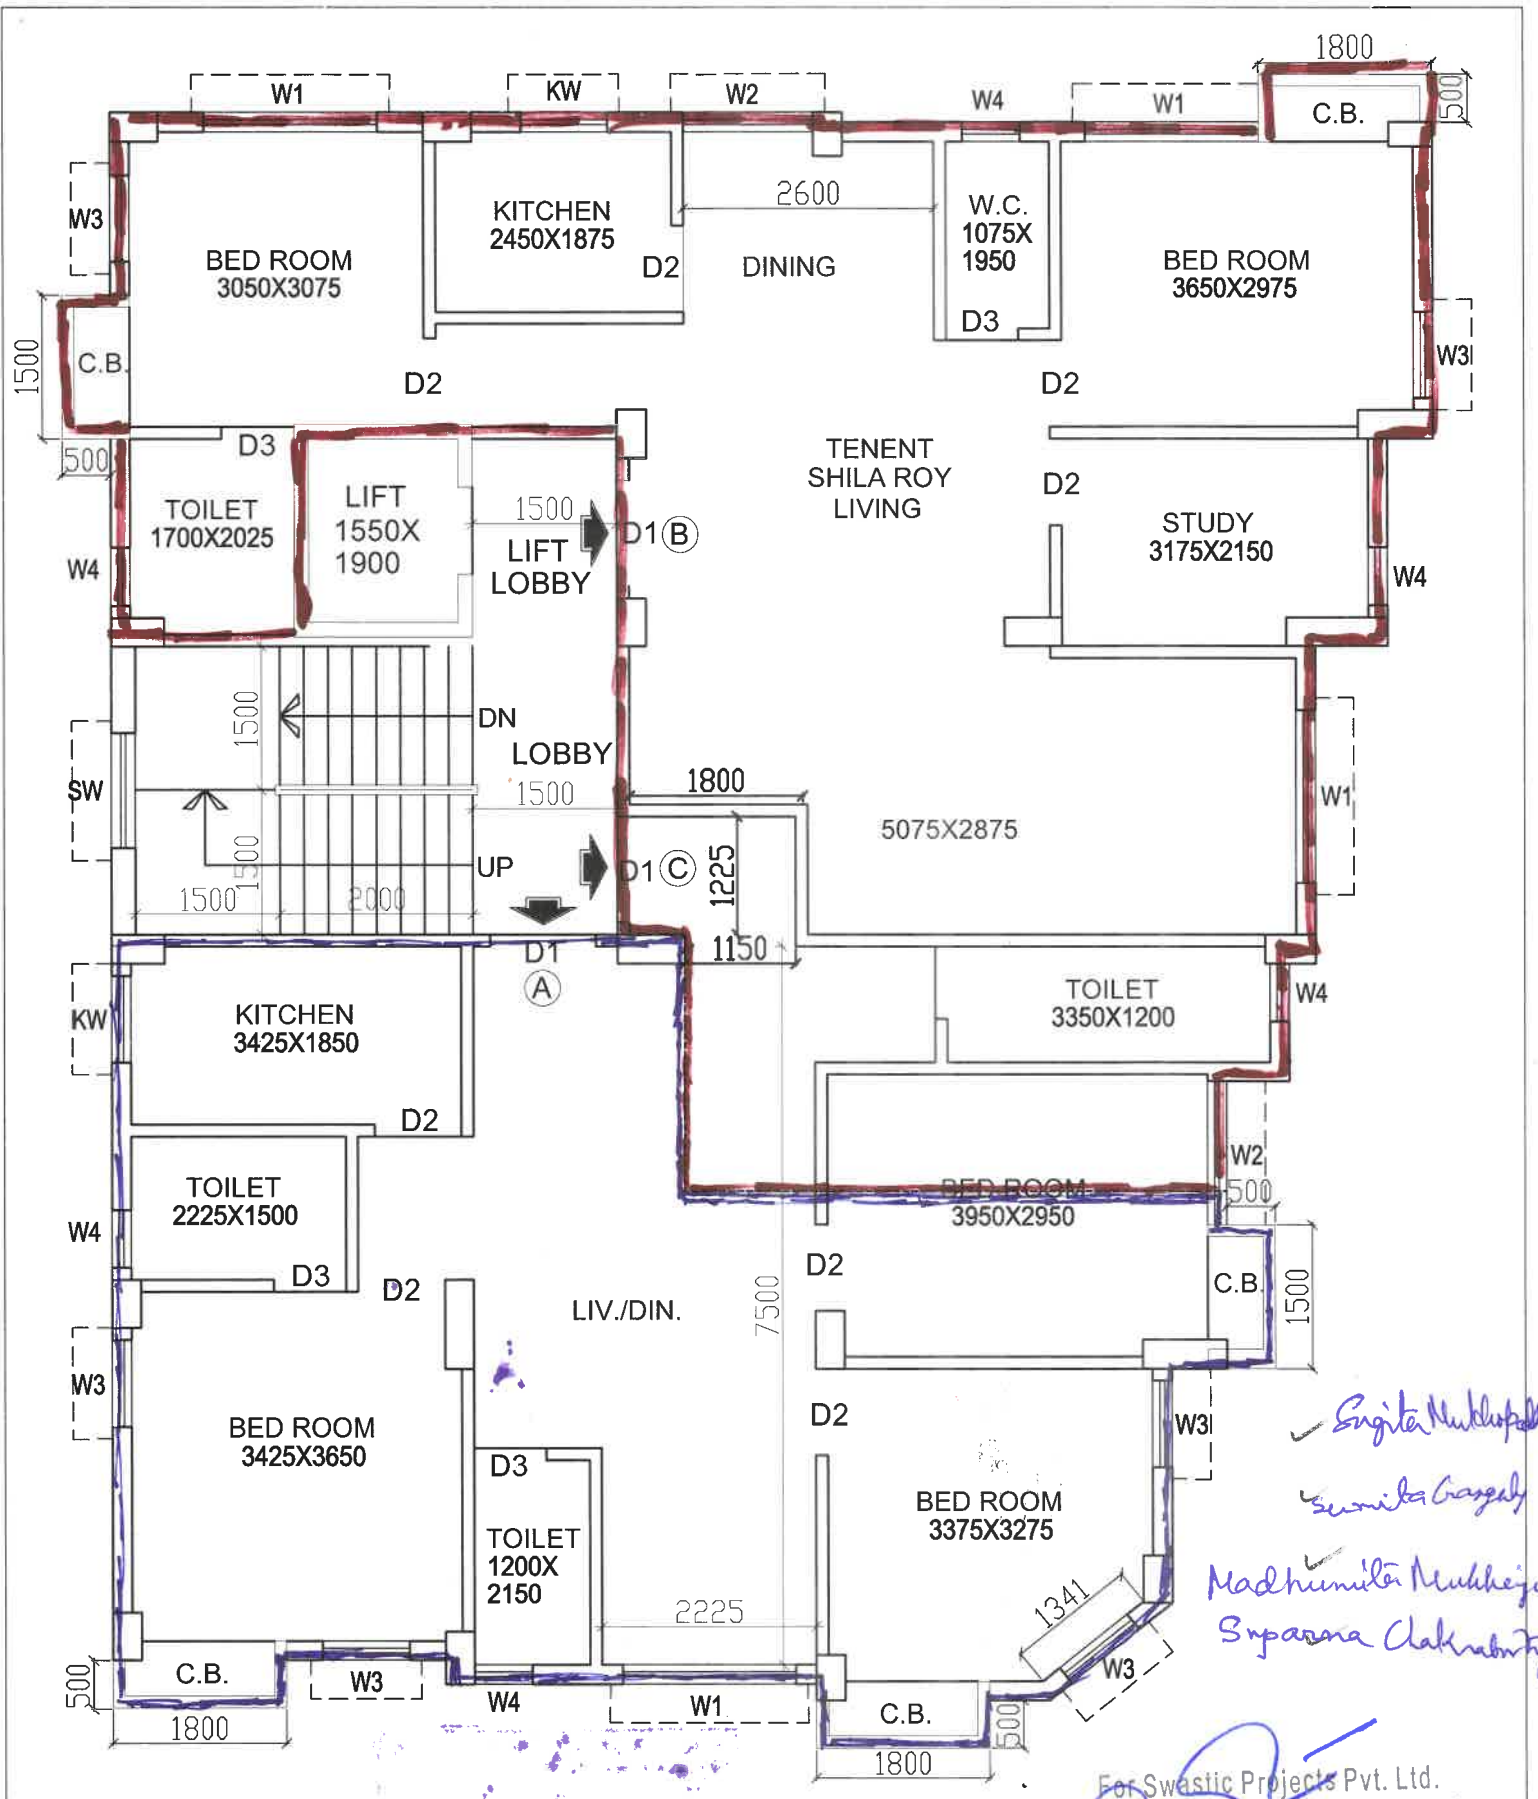 1800
500
W1
KW
W2
W4
W1
C.B.
W3
BED ROOM
3050X3075
KITCHEN
2450X1875
D2
2600
DINING
W.C.
1075X
1950
D3
BED ROOM
3650X2975
W3
1500
C.B.
D2
D2
500
D3
TOILET
1700X2025
W4
LIFT
1550X
1900
1500
LIFT
LOBBY
D1 B
TENENT
SHILA ROY
LIVING
D2
STUDY
3175X2150
W4
1500
DN
LOBBY
1500
SW
1500
UP
1500
2000
D1 C
1800
1225
1150
5075X2875
W1
D1
A
KW
KITCHEN
3425X1850
D2
TOILET
3350X1200
W4
TOILET
2225X1500
W4
D3
D2
BED ROOM
3950X2950
W2
500
D2
C.B.
1500
LIV./DIN.
7500
W3
BED ROOM
3425X3650
D2
W3
D3
TOILET
1200X
2150
BED ROOM
3375X3275
2225
1341
W3
Sumita
Madhumita
Suparna
500
C.B.
1800
W3
W4
W1
C.B.
500
1800
For Swastic Projects Pvt. Ltd.